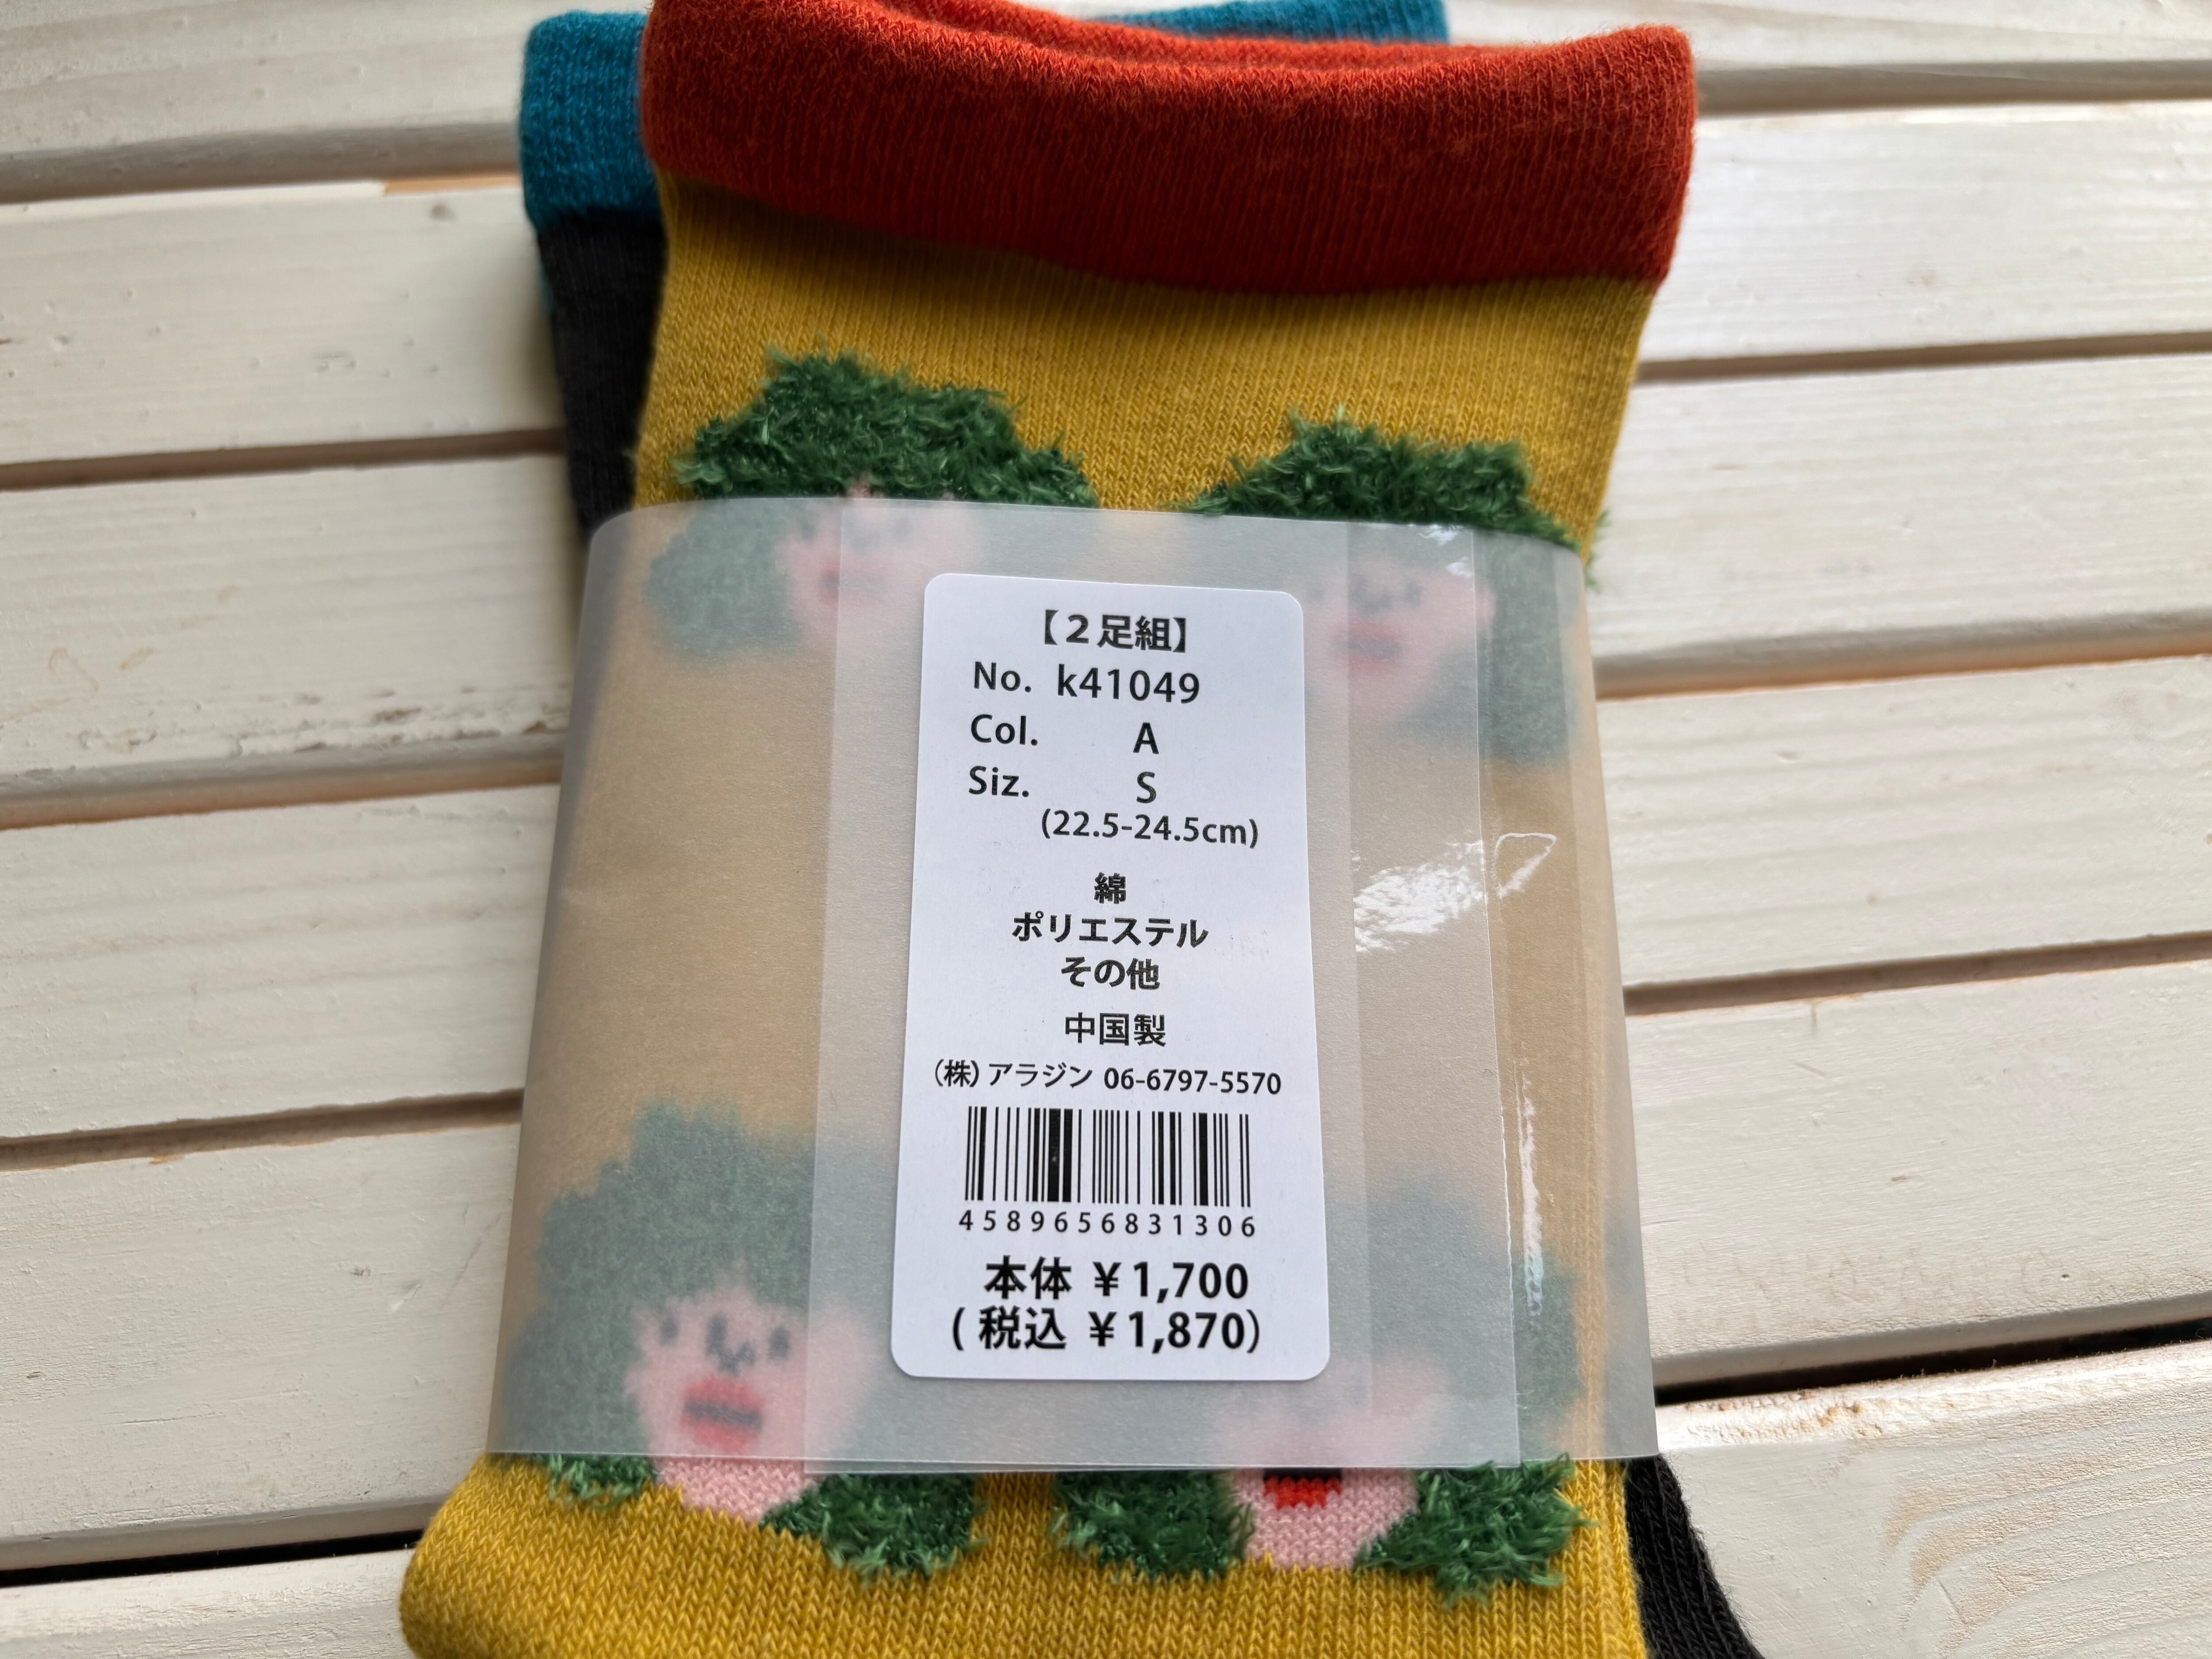 【２足組】
No. k41049
Col. A
Siz. S
(22.5-24.5cm)
綿
ポリエステル
その他
中国製
（株）アラジン 06-6797-5570
4589656831306
本体 ￥1,700
(税込 ￥1,870)